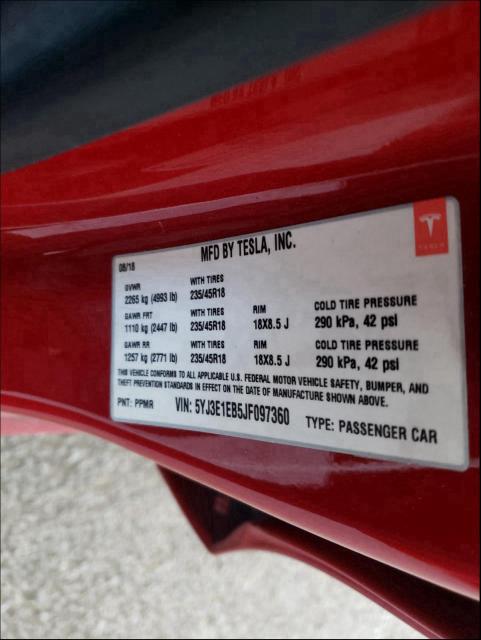 MFD BY TESLA, INC.
TESLA
08/18
GVWR WITH TIRES
2265 kg (4993 lb) 235/45R18
GAWR FRT WITH TIRES RIM COLD TIRE PRESSURE
1110 kg (2447 lb) 235/45R18 18X8.5 J 290 kPa, 42 psi
GAWR RR WITH TIRES RIM COLD TIRE PRESSURE
1257 kg (2771 lb) 235/45R18 18X8.5 J 290 kPa, 42 psi
THIS VEHICLE CONFORMS TO ALL APPLICABLE U.S. FEDERAL MOTOR VEHICLE SAFETY, BUMPER, AND
THEFT PREVENTION STANDARDS IN EFFECT ON THE DATE OF MANUFACTURE SHOWN ABOVE.
PNT: PPMR VIN: 5YJ3E1EB5JF097360 TYPE: PASSENGER CAR